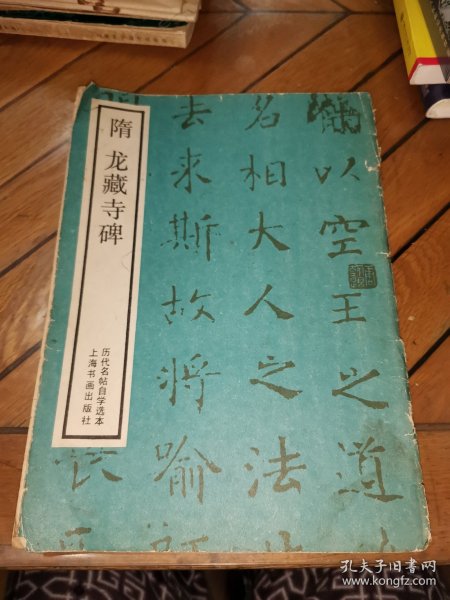 隋 龙藏寺碑
历代名帖自学选本
上海书画出版社
以空王之道
名相大人之法
去来斯故将喻
孔夫子旧书网
www.kongfz.com